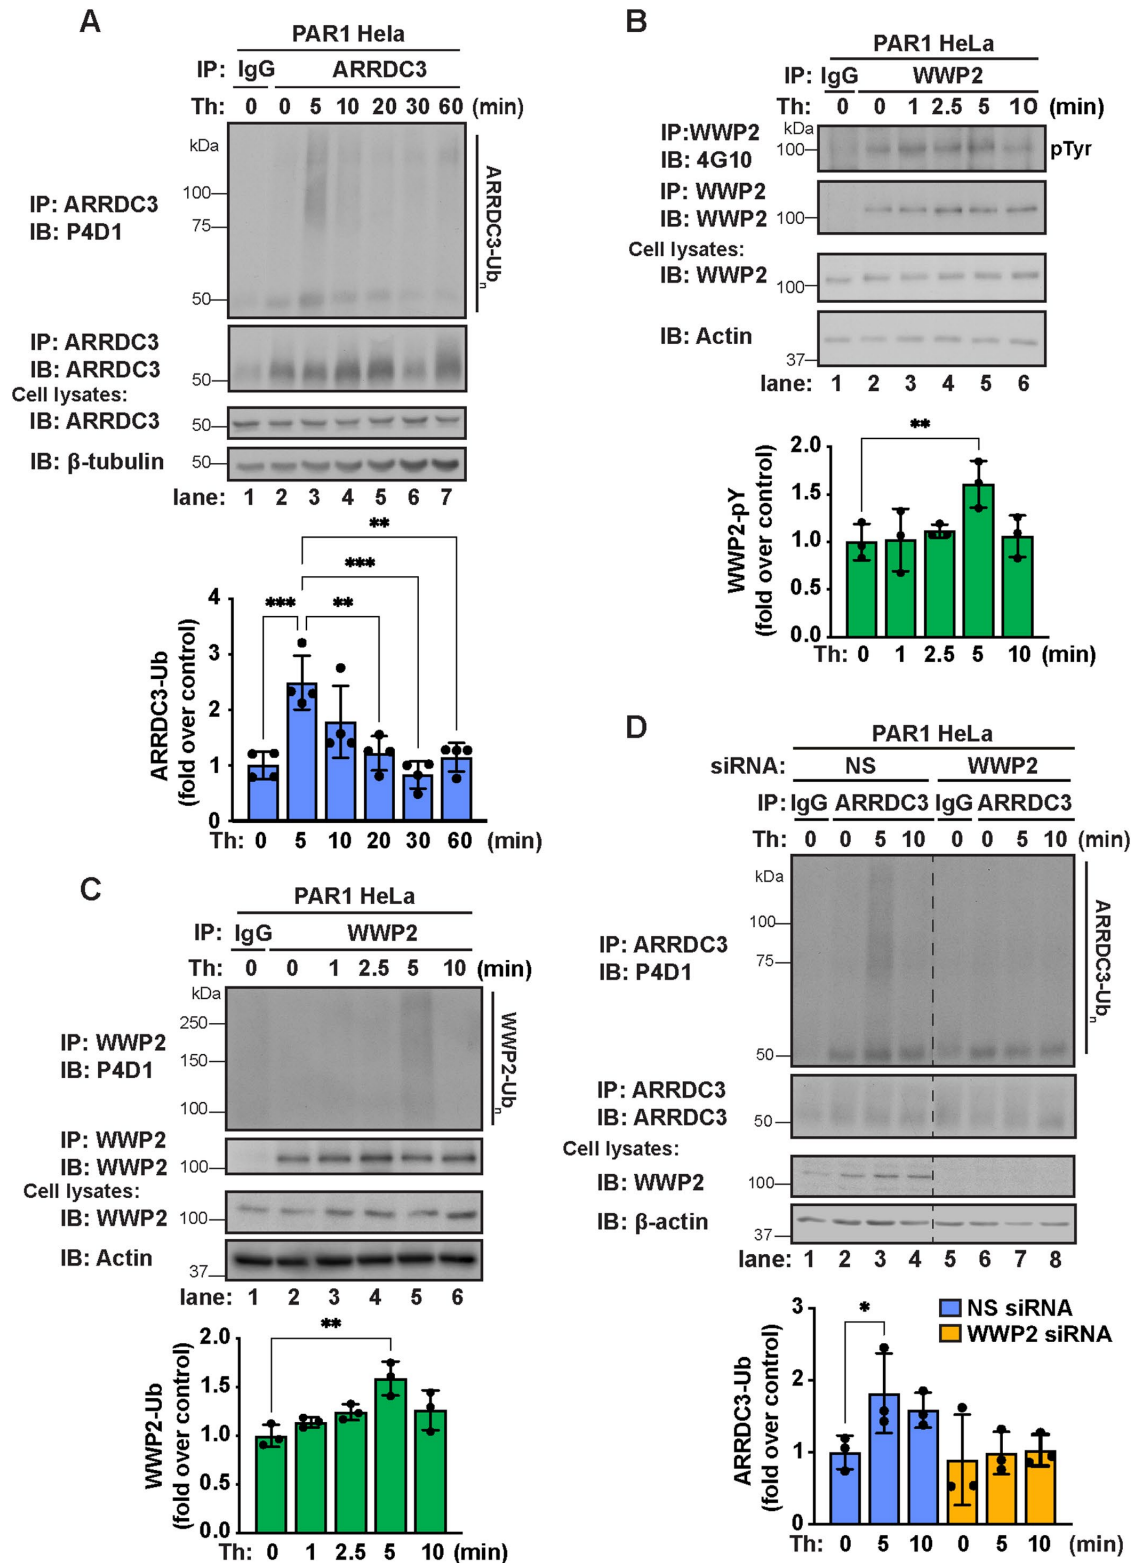 A
PAR1 Hela
IP: IgG ARRDC3
Th: 0 0 5 10 20 30 60 (min)
kDa
100
75
50
IP: ARRDC3
IB: P4D1
ARRDC3-Ubn
IP: ARRDC3
IB: ARRDC3
50
Cell lysates:
IB: ARRDC3
50
IB: β-tubulin
50
lane: 1 2 3 4 5 6 7
**
***
*** **
4
3
2
1
0
ARRDC3-Ub
(fold over control)
Th: 0 5 10 20 30 60 (min)
B
PAR1 HeLa
IP: IgG WWP2
Th: 0 0 1 2.5 5 10 (min)
kDa
IP:WWP2
IB: 4G10
100
pTyr
IP: WWP2
IB: WWP2
100
Cell lysates:
IB: WWP2
100
IB: Actin
37
lane: 1 2 3 4 5 6
**
2.0
1.5
1.0
0.5
0.0
WWP2-pY
(fold over control)
Th: 0 1 2.5 5 10 (min)
C
PAR1 HeLa
IP: IgG WWP2
Th: 0 0 1 2.5 5 10 (min)
kDa
250
150
100
IP: WWP2
IB: P4D1
WWP2-Ubn
IP: WWP2
IB: WWP2
100
Cell lysates:
IB: WWP2
100
IB: Actin
37
lane: 1 2 3 4 5 6
**
2.0
1.5
1.0
0.5
0.0
WWP2-Ub
(fold over control)
Th: 0 1 2.5 5 10 (min)
D
PAR1 HeLa
siRNA: NS WWP2
IP: IgG ARRDC3 IgG ARRDC3
Th: 0 0 5 10 0 0 5 10 (min)
kDa
100
75
50
IP: ARRDC3
IB: P4D1
ARRDC3-Ubn
IP: ARRDC3
IB: ARRDC3
50
Cell lysates:
IB: WWP2
100
IB: β-actin
37
lane: 1 2 3 4 5 6 7 8
*
NS siRNA
WWP2 siRNA
3
2
1
0
ARRDC3-Ub
(fold over control)
Th: 0 5 10 0 5 10 (min)